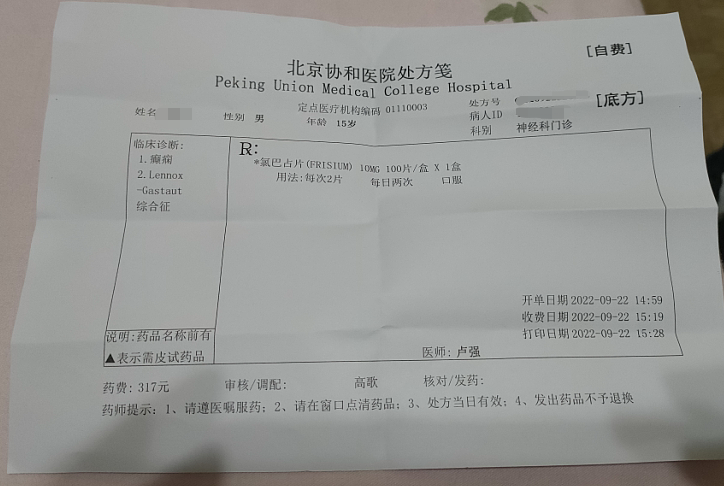 [自费]
北京协和医院处方笺
Peking Union Medical College Hospital
[底方]
姓名
性别 男
定点医疗机构编码 01110003
年龄 15岁
处方号
病人ID
科别 神经科门诊
临床诊断:
1.癫痫
2.Lennox
-Gastaut
综合征
R:
*氯巴占片(FRISIUM) 10MG 100片/盒 X 1盒
用法:每次2片 每日两次 口服
开单日期 2022-09-22 14:59
收费日期 2022-09-22 15:19
打印日期 2022-09-22 15:28
说明:药品名称前有
▲表示需皮试药品
医师: 卢强
药费: 317元 审核/调配: 高歌 核对/发药:
药师提示: 1、请遵医嘱服药; 2、请在窗口点清药品; 3、处方当日有效; 4、发出药品不予退换